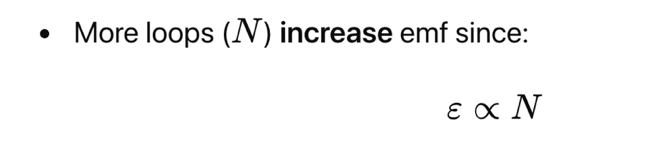 • More loops (N) increase emf since:
ε ∝ N